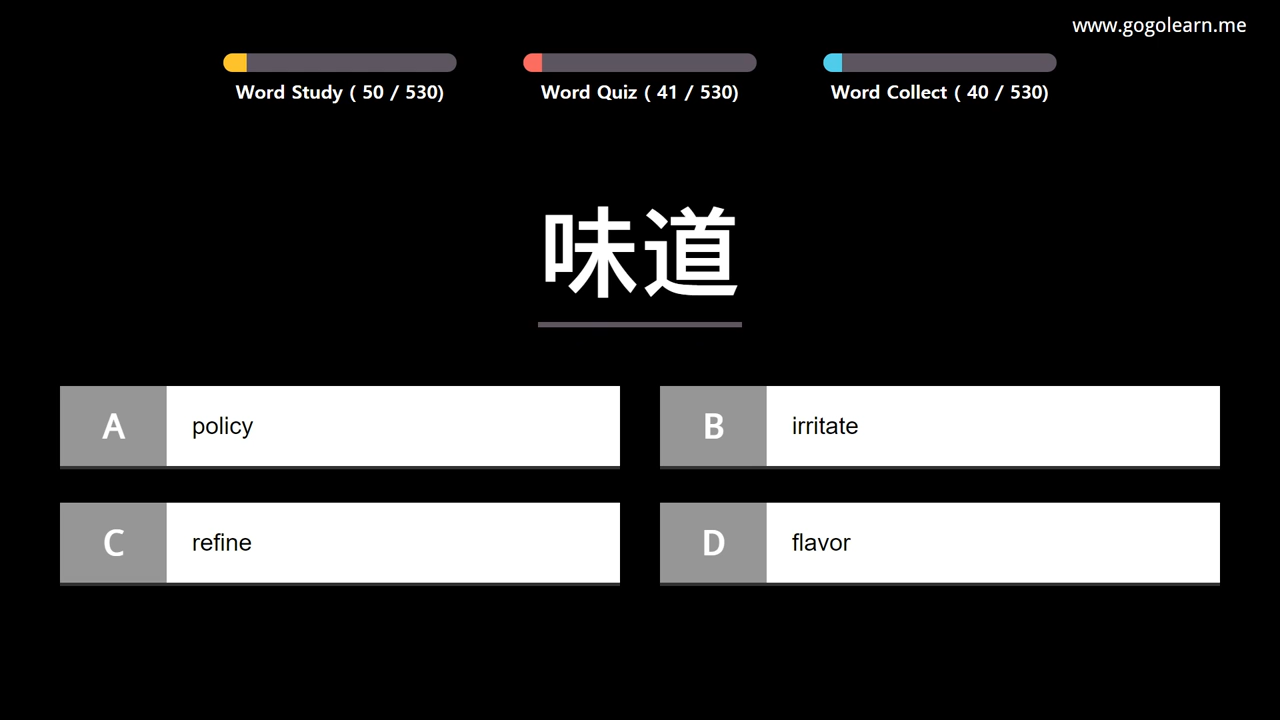 www.gogolearn.me
Word Study ( 50 / 530)
Word Quiz ( 41 / 530)
Word Collect ( 40 / 530)
味道
A policy
B irritate
C refine
D flavor